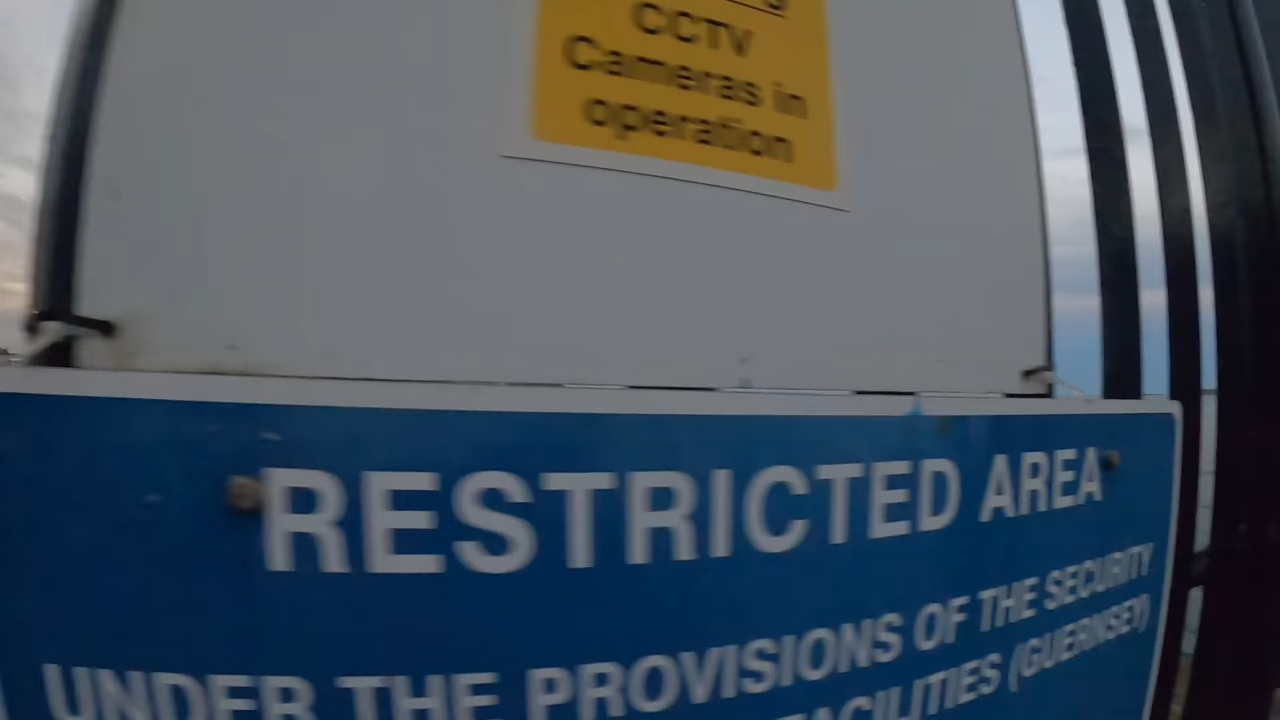 CCTV
Cameras in
operation
RESTRICTED AREA
UNDER THE PROVISIONS OF THE SECURITY
FACILITIES (GUERNSEY)